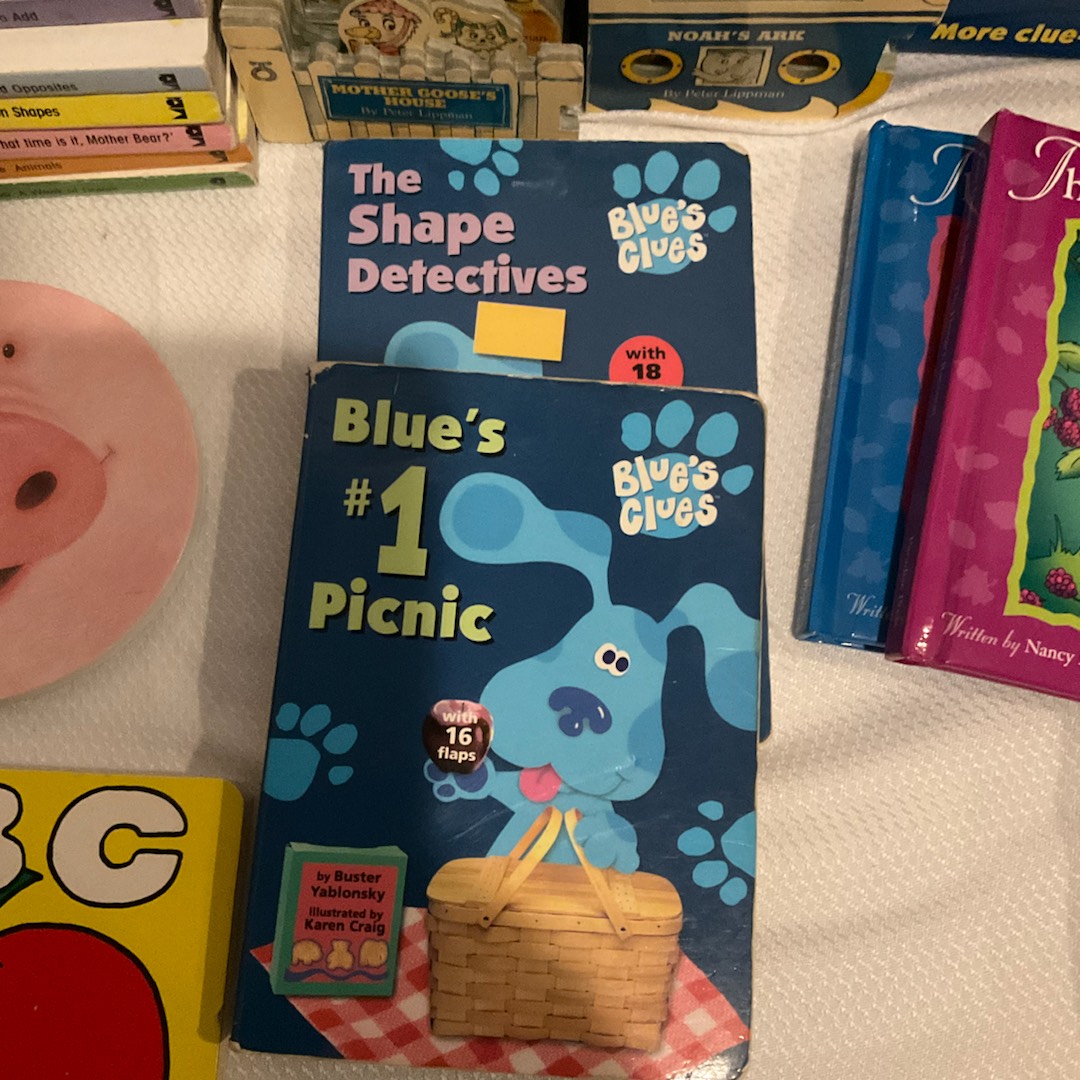 Add
Opposites
Shapes
hat time is it, Mother Bear?'
Animals
MOTHER GOOSE'S
HOUSE
By Peter Lippman
NOAH'S ARK
By Peter Lippman
More clue
The
Shape
Detectives
BLUE'S
CLUES
with
18
Blue's
#1
Picnic
BLUE'S
CLUES
with
16
flaps
by Buster
Yablonsky
illustrated by
Karen Craig
Th
Writ
Written by Nancy
BC